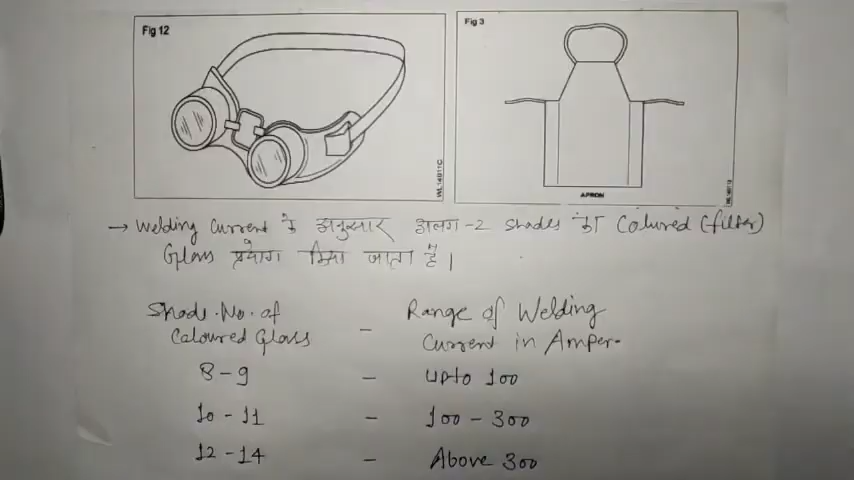 Fig 12
Fig 3
WL14B11C
APRON
→ Welding Current के अनुसार अलग-2 Shades का Coloured (filter)
Glass प्रयोग किया जाता है।
Shade.No. of - Range of Welding
Coloured Glass Current in Amper.
8-9 - Upto 100
10-11 - 100-300
12-14 - Above 300